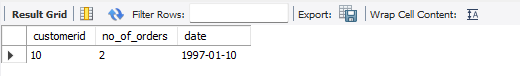 Result Grid Filter Rows: Export: Wrap Cell Content:
customerid no_of_orders date
10 2 1997-01-10